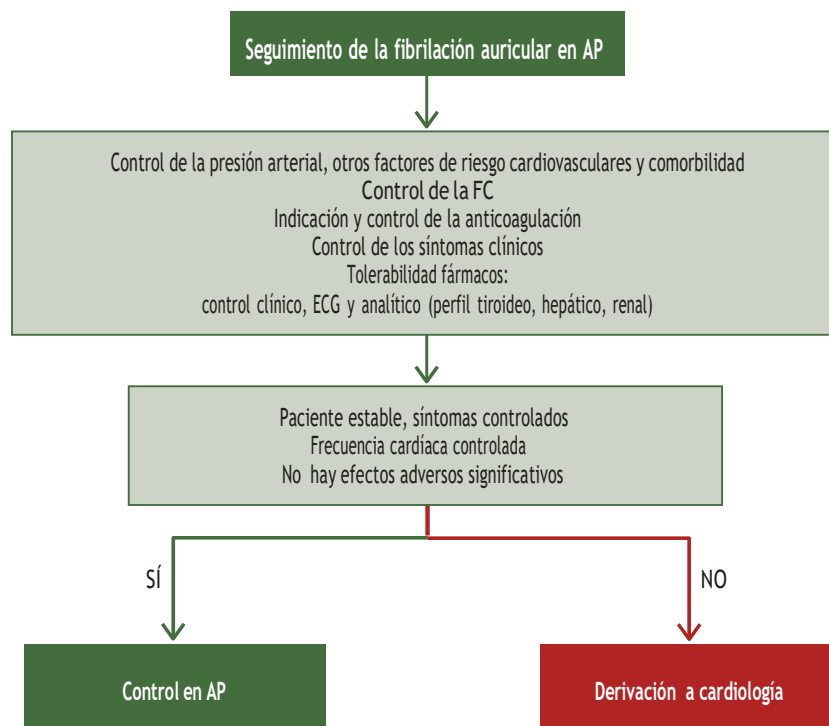 Seguimiento de la fibrilación auricular en AP
Control de la presión arterial, otros factores de riesgo cardiovasculares y comorbilidad
Control de la FC
Indicación y control de la anticoagulación
Control de los síntomas clínicos
Tolerabilidad fármacos:
control clínico, ECG y analítico (perfil tiroideo, hepático, renal)
Paciente estable, síntomas controlados
Frecuencia cardíaca controlada
No hay efectos adversos significativos
SÍ
NO
Control en AP
Derivación a cardiología